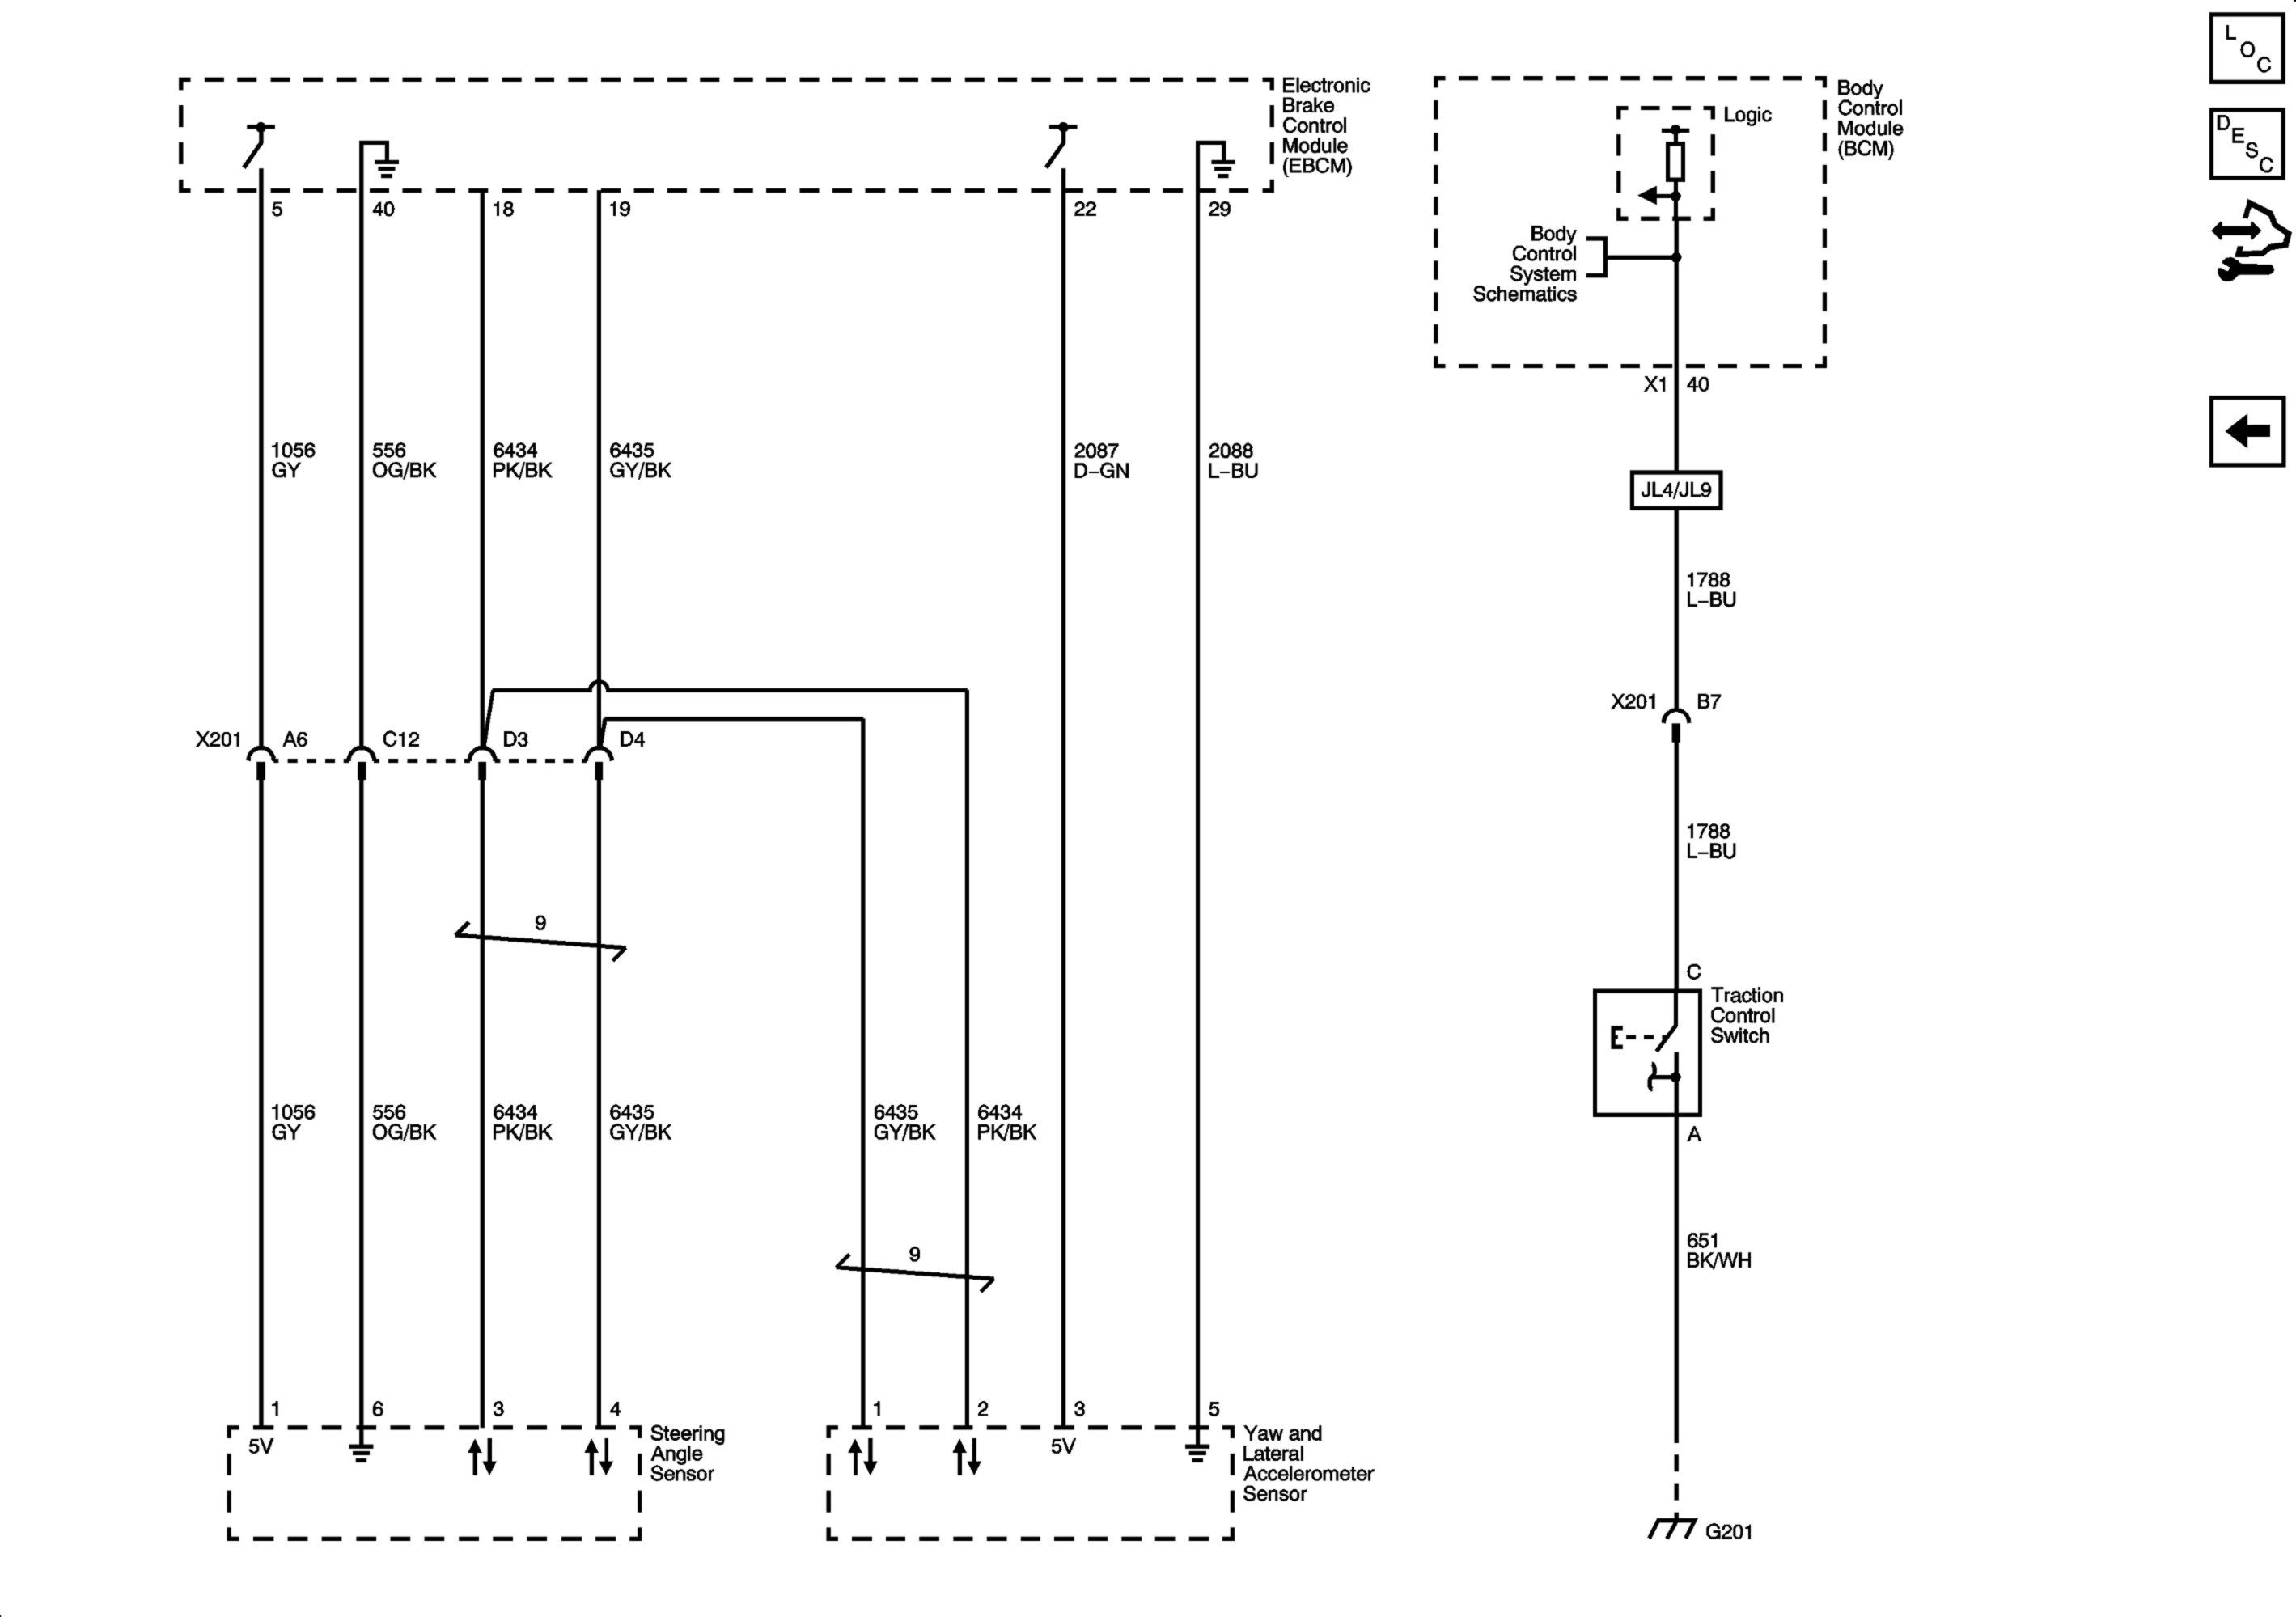 L
O
C
Electronic
Brake
Control
Module
(EBCM)
Body
Control
Module
(BCM)
Logic
D
E
S
C
5
40
18
19
22
29
Body
Control
System
Schematics
X1
40
1056
GY
556
OG/BK
6434
PK/BK
6435
GY/BK
2087
D-GN
2088
L-BU
JL4/JL9
1788
L-BU
X201
B7
X201
A6
C12
D3
D4
1788
L-BU
9
C
Traction
Control
Switch
1056
GY
556
OG/BK
6434
PK/BK
6435
GY/BK
6435
GY/BK
6434
PK/BK
A
9
651
BK/WH
1
6
3
4
1
2
3
5
5V
Steering
Angle
Sensor
5V
Yaw and
Lateral
Accelerometer
Sensor
G201